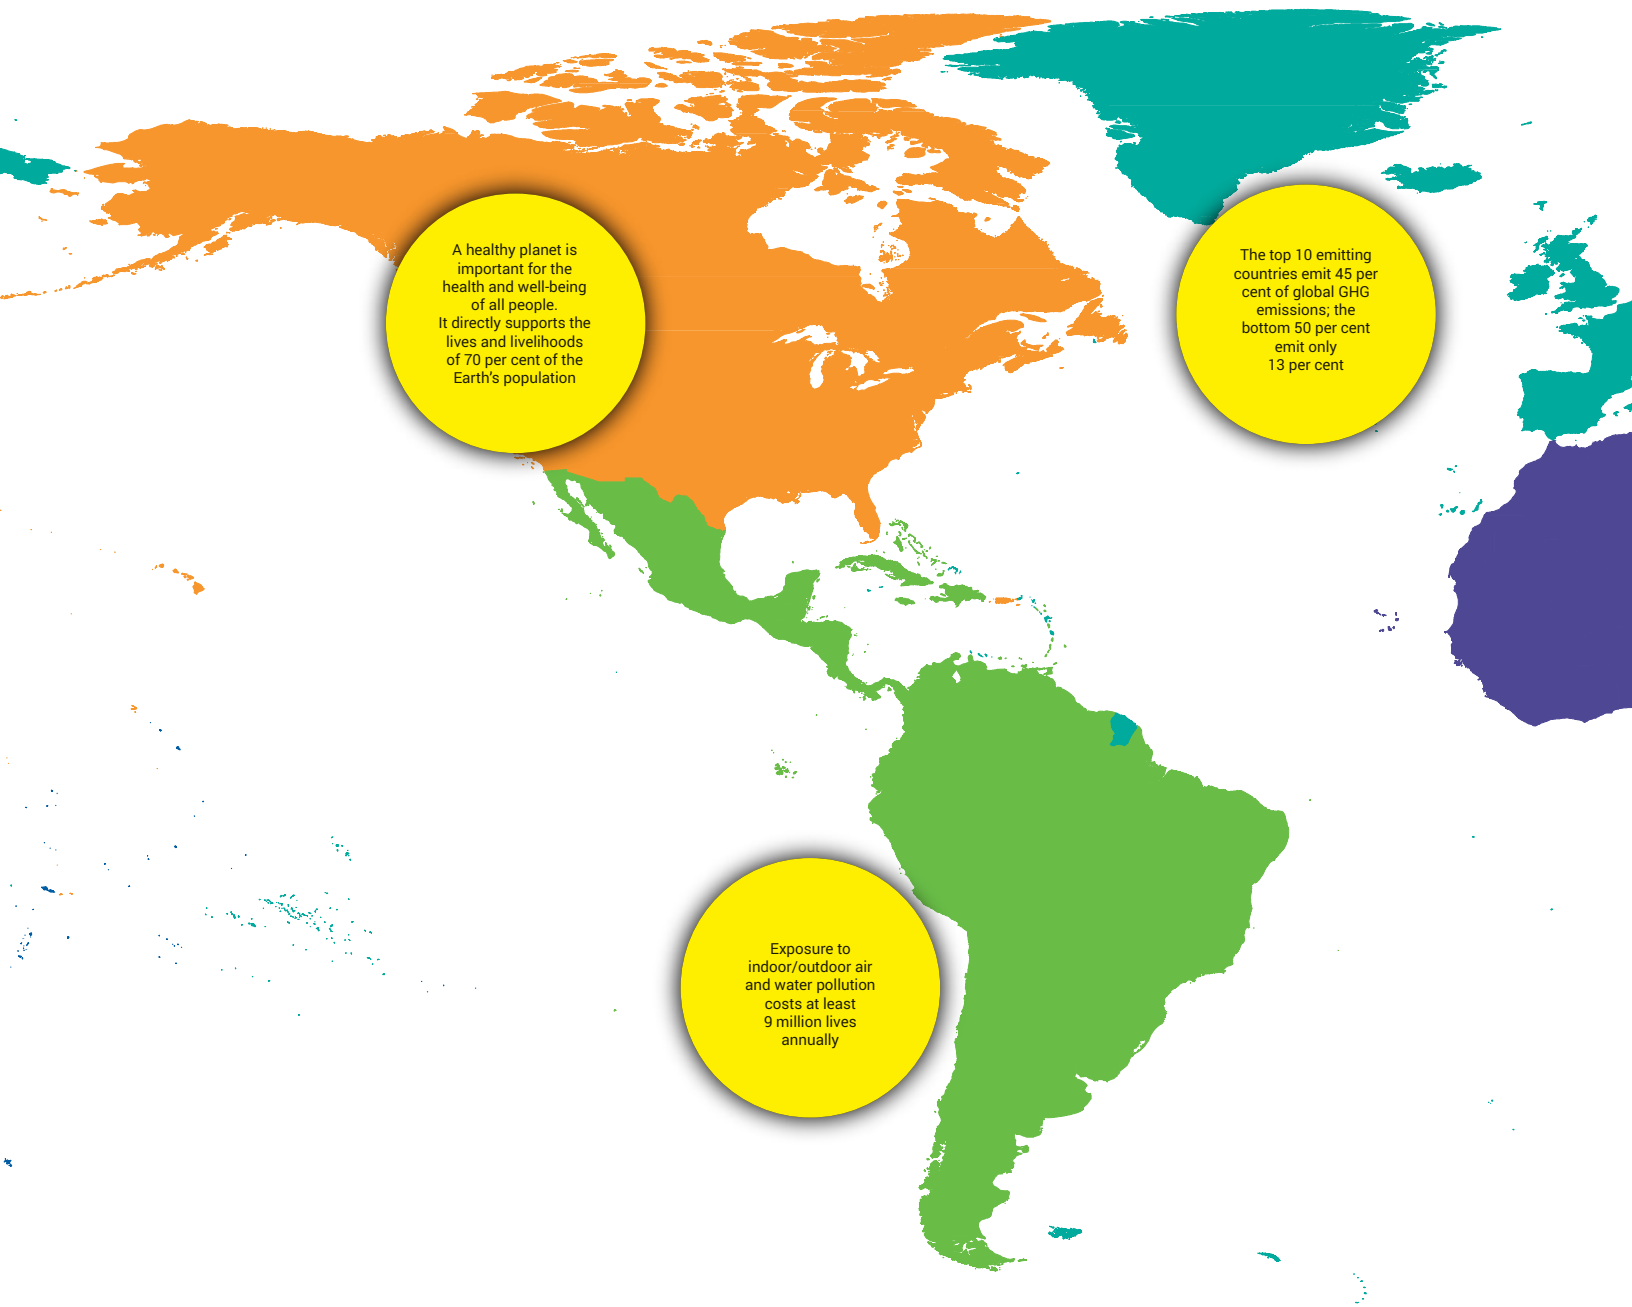 A healthy planet is
important for the
health and well-being
of all people.
It directly supports the
lives and livelihoods
of 70 per cent of the
Earth's population
The top 10 emitting
countries emit 45 per
cent of global GHG
emissions; the
bottom 50 per cent
emit only
13 per cent
Exposure to
indoor/outdoor air
and water pollution
costs at least
9 million lives
annually